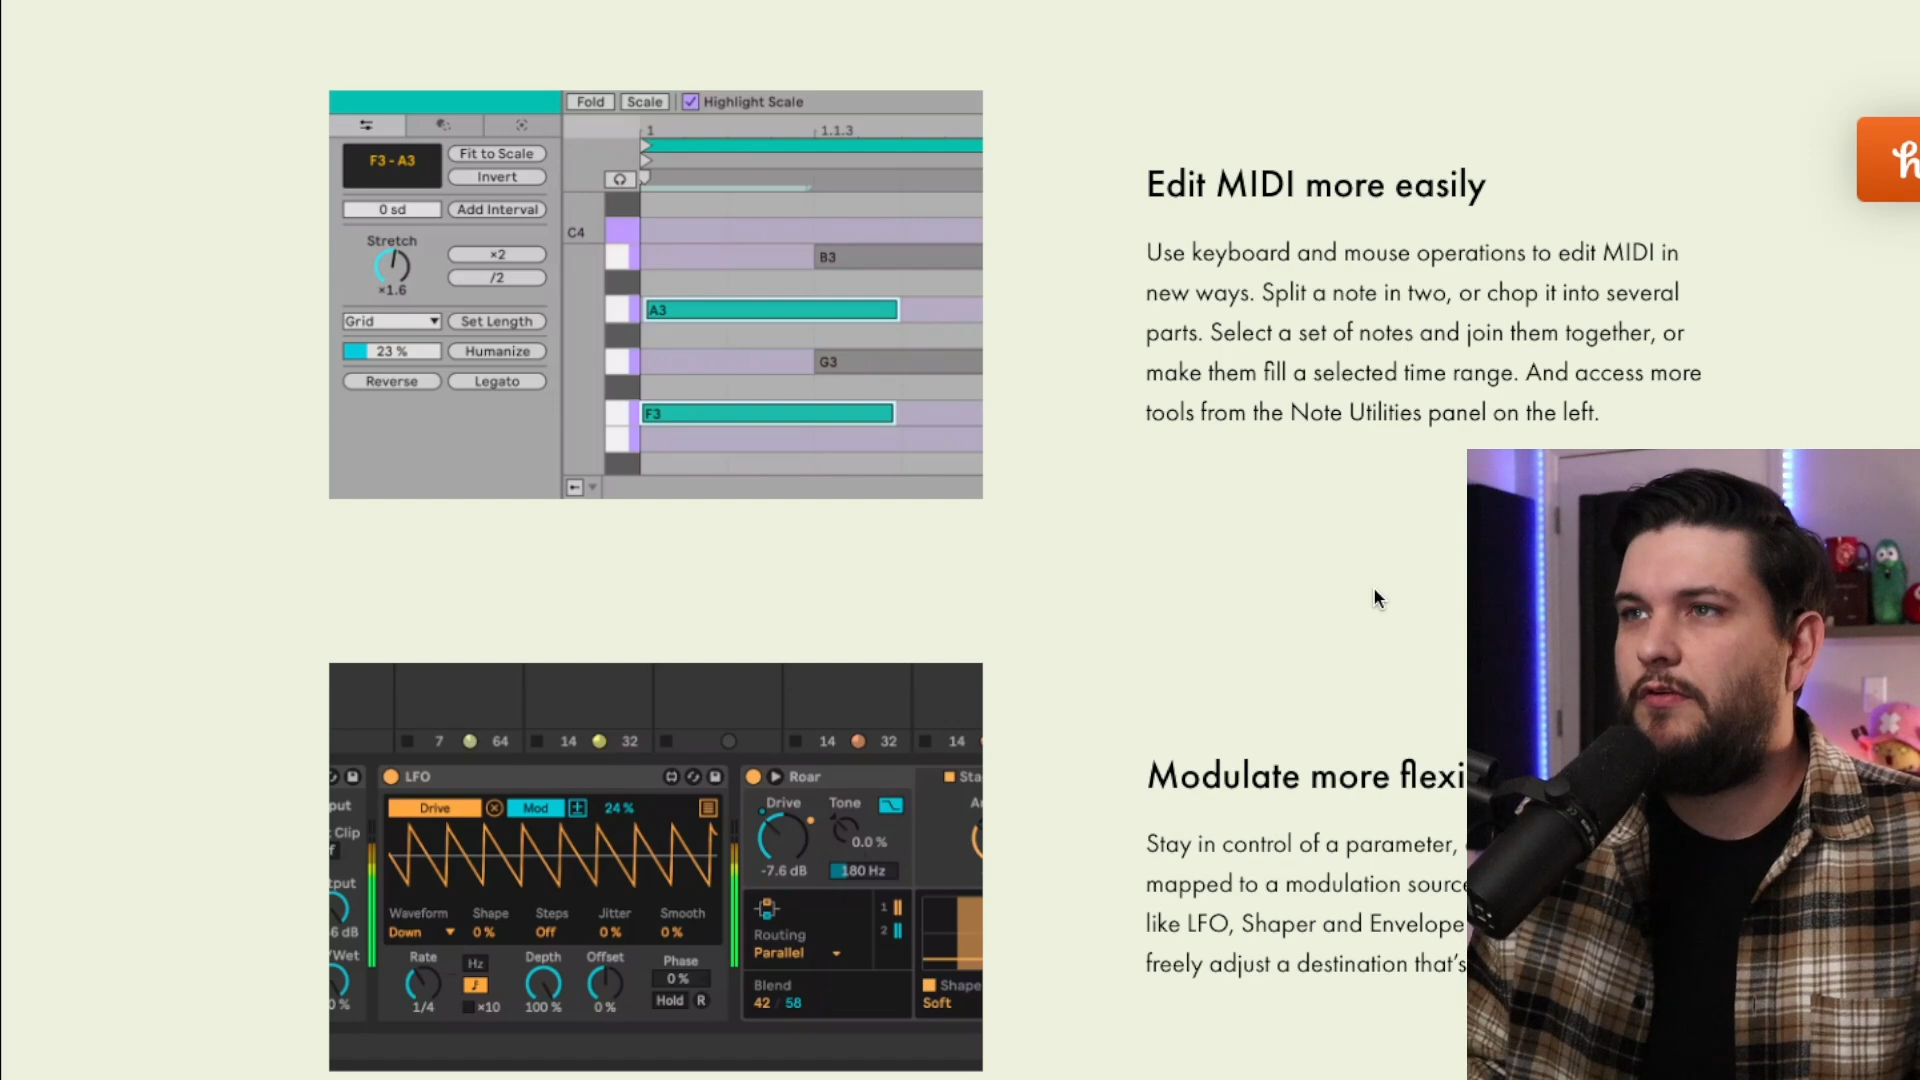 Fold Scale Highlight Scale
1 1.1.3
F3 - A3 Fit to Scale
Invert
0 sd Add Interval
Stretch
×1.6
×2
/2
Grid Set Length
23 % Humanize
Reverse Legato
C4
B3
A3
G3
F3
Edit MIDI more easily
Use keyboard and mouse operations to edit MIDI in
new ways. Split a note in two, or chop it into several
parts. Select a set of notes and join them together, or
make them fill a selected time range. And access more
tools from the Note Utilities panel on the left.
h
7 64 14 32 14 32 14
LFO
Drive Mod 24 %
Waveform Shape Steps Jitter Smooth
Down 0 % Off 0 % 0 %
Rate Hz Depth Offset Phase
0 %
1/4 ×10 100 % 0 % Hold R
put
Clip
f
tput
6 dB
/Wet
0 %
Roar
Drive Tone
-7.6 dB 0.0 %
180 Hz
1
2
Routing
Parallel
Blend
42 / 58
Sta
A
Shape
Soft
Modulate more flexi
Stay in control of a parameter,
mapped to a modulation source
like LFO, Shaper and Envelope
freely adjust a destination that's